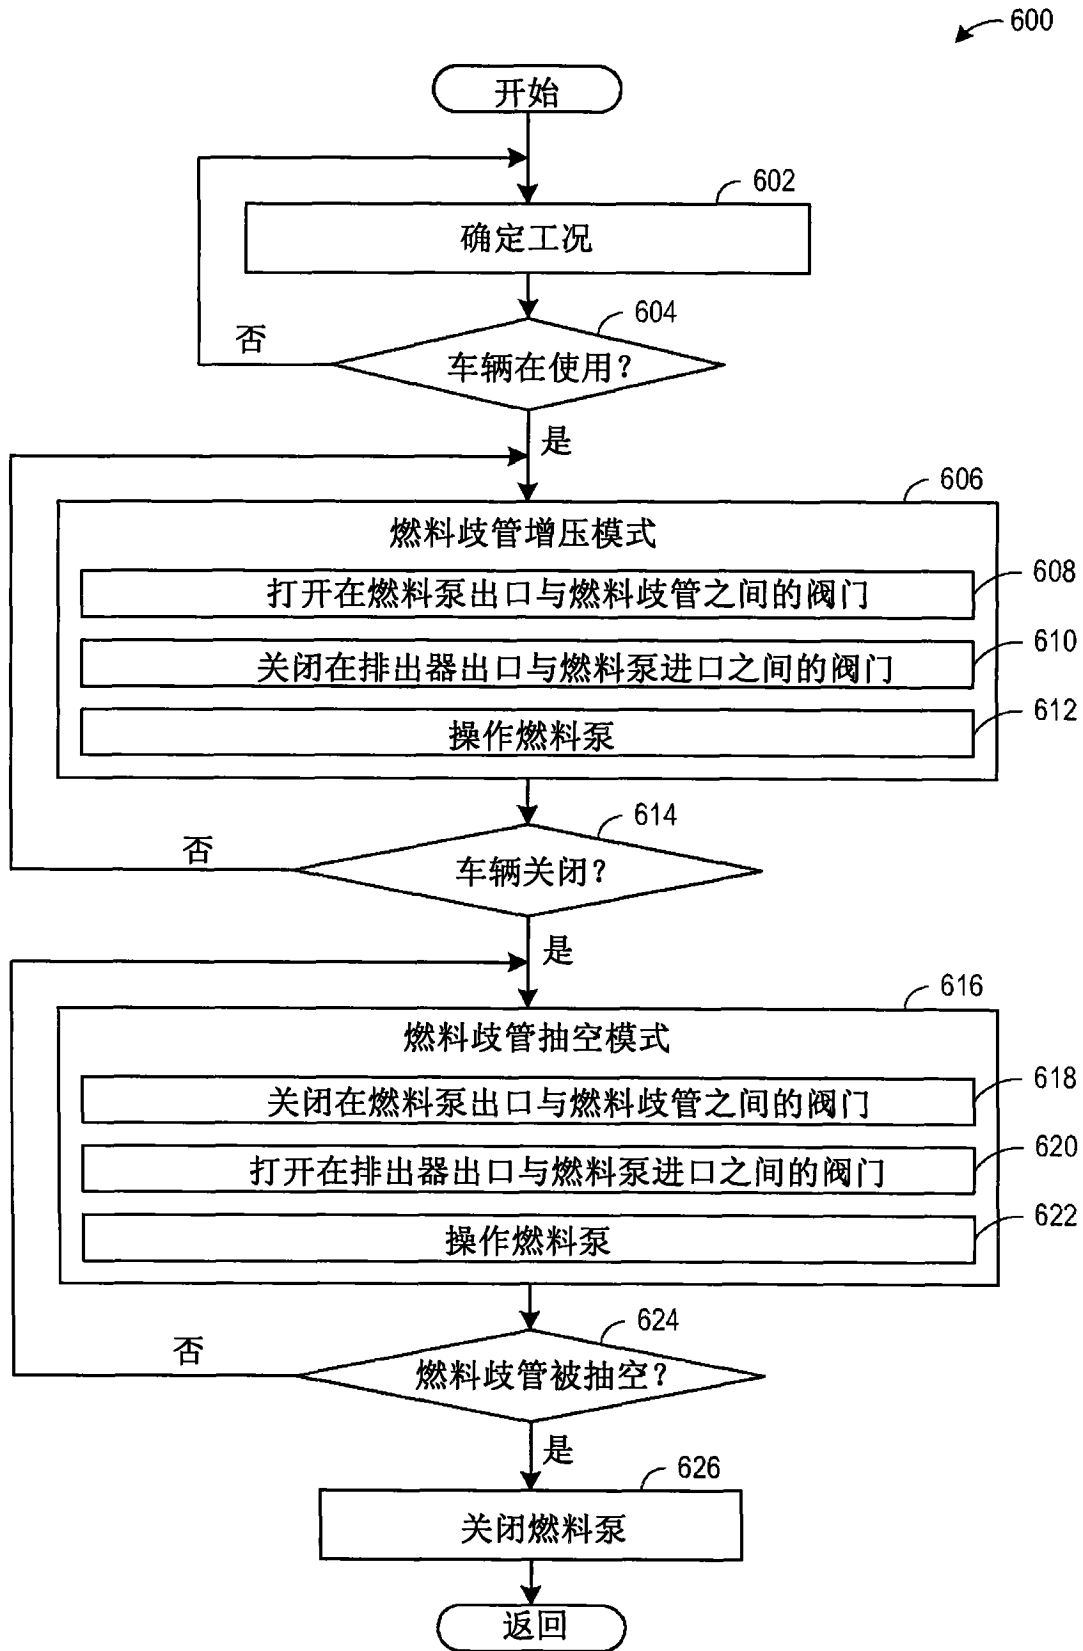 600
开始
602
确定工况
604
否
车辆在使用?
是
606
燃料歧管增压模式
608
打开在燃料泵出口与燃料歧管之间的阀门
610
关闭在排出器出口与燃料泵进口之间的阀门
612
操作燃料泵
614
否
车辆关闭?
是
616
燃料歧管抽空模式
618
关闭在燃料泵出口与燃料歧管之间的阀门
620
打开在排出器出口与燃料泵进口之间的阀门
622
操作燃料泵
624
否
燃料歧管被抽空?
是
626
关闭燃料泵
返回